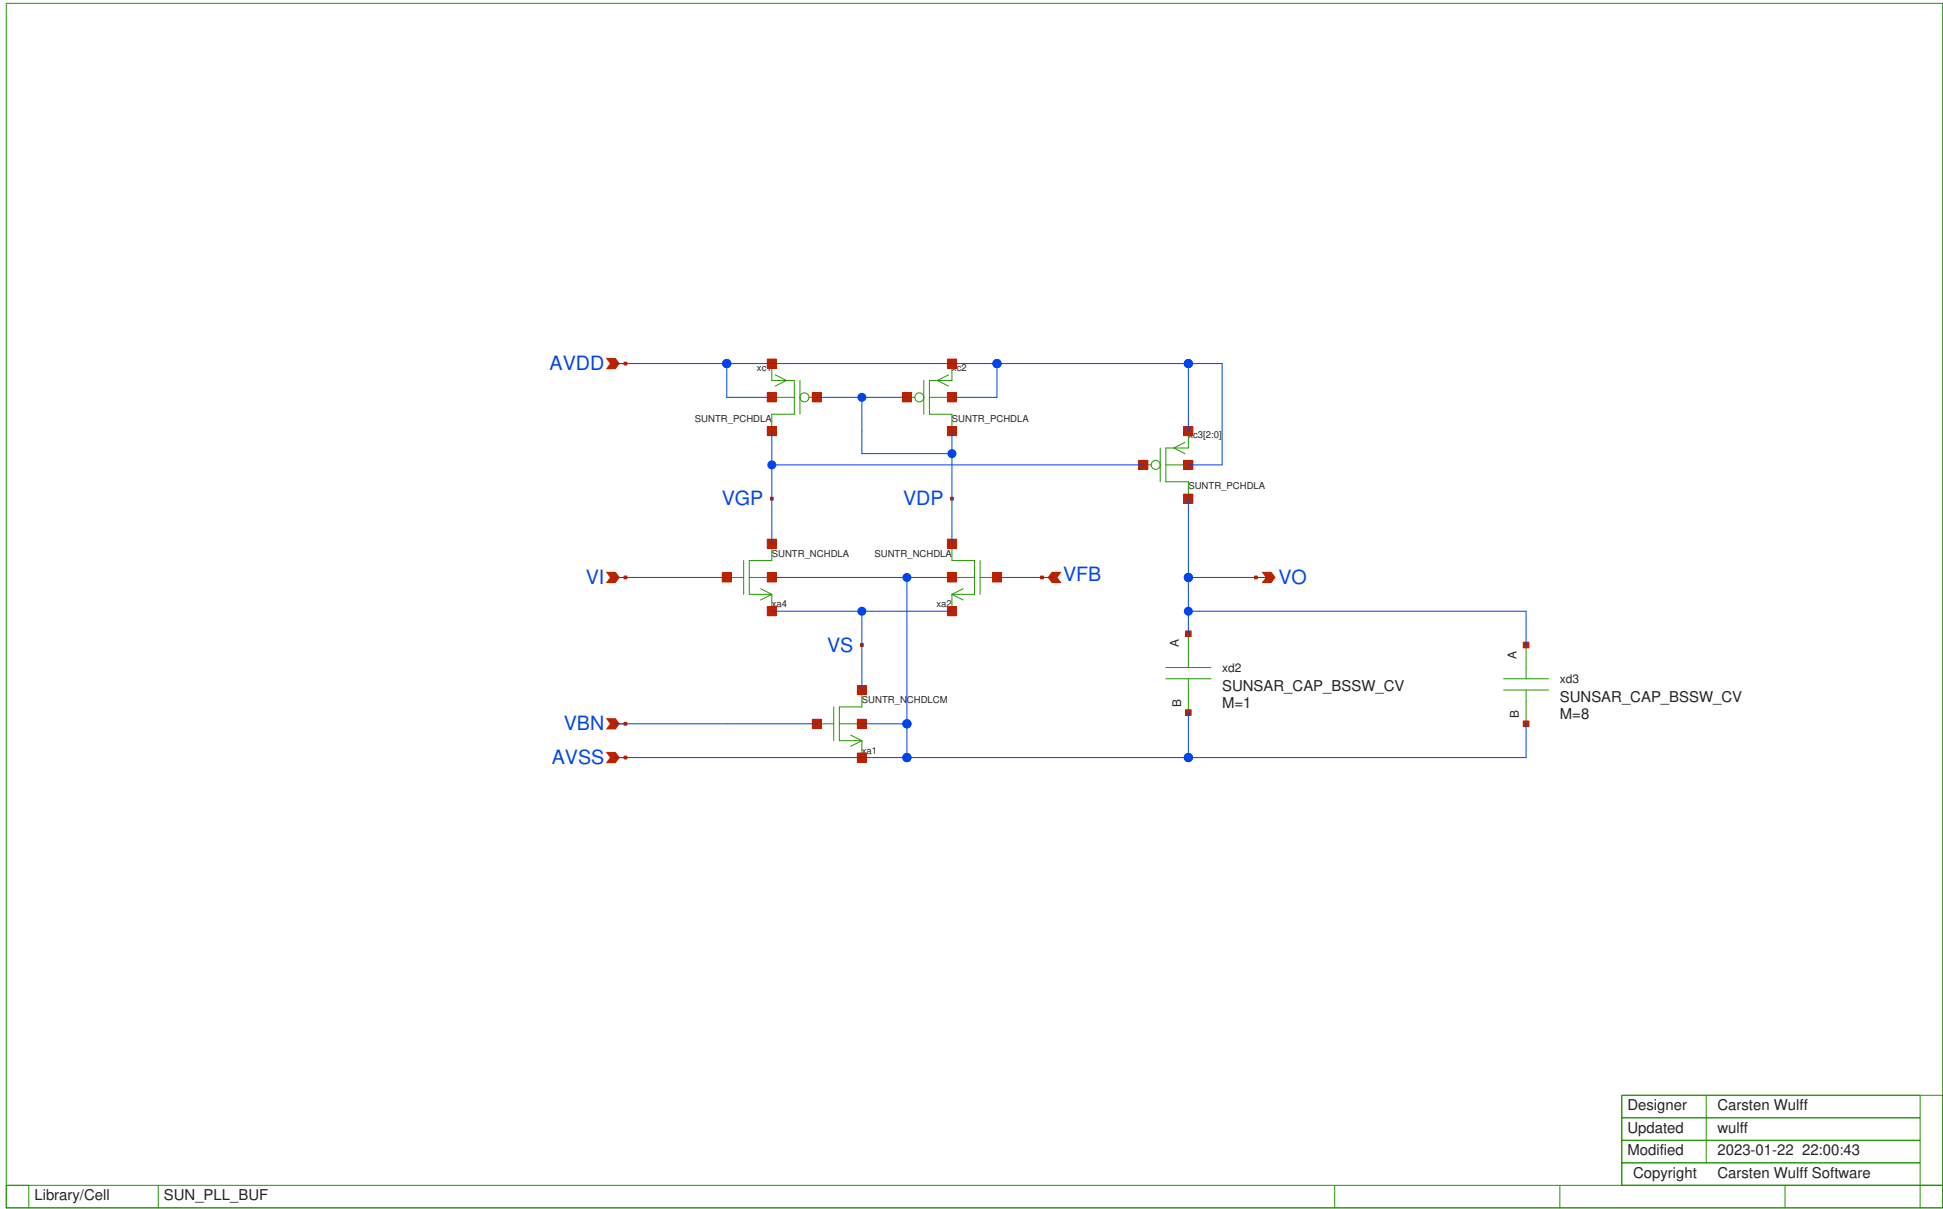 AVDD
xc
xc2
SUNTR_PCHDLA
SUNTR_PCHDLA
xc3[2:0]
SUNTR_PCHDLA
VGP
VDP
SUNTR_NCHDLA
SUNTR_NCHDLA
VI
VFB
VO
xa4
xa2
VS
A
xd2
SUNSAR_CAP_BSSW_CV
M=1
B
A
xd3
SUNSAR_CAP_BSSW_CV
M=8
B
SUNTR_NCHDLCM
VBN
xa1
AVSS
Designer Carsten Wulff
Updated wulff
Modified 2023-01-22 22:00:43
Copyright Carsten Wulff Software
Library/Cell SUN_PLL_BUF